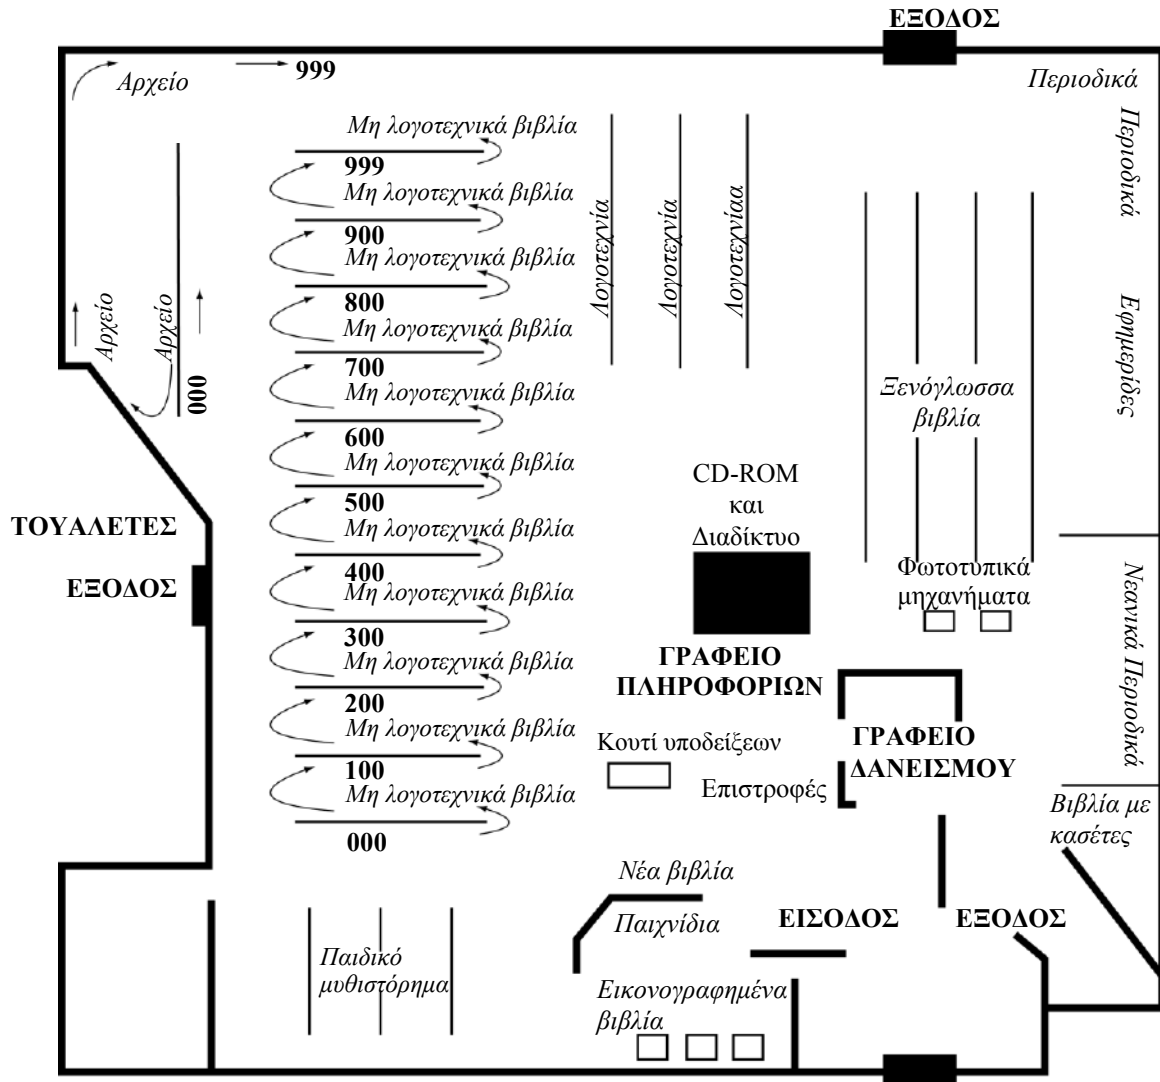 ΕΞΟΔΟΣ
Αρχείο
999
Περιοδικά
Μη λογοτεχνικά βιβλία
999
Μη λογοτεχνικά βιβλία
900
Μη λογοτεχνικά βιβλία
800
Μη λογοτεχνικά βιβλία
700
Μη λογοτεχνικά βιβλία
600
Μη λογοτεχνικά βιβλία
500
Μη λογοτεχνικά βιβλία
400
Μη λογοτεχνικά βιβλία
300
Μη λογοτεχνικά βιβλία
200
Μη λογοτεχνικά βιβλία
100
Μη λογοτεχνικά βιβλία
000
Αρχείο
Αρχείο
000
Λογοτεχνία
Λογοτεχνία
Λογοτεχνίαα
Περιοδικά
Εφημερίδες
Ξενόγλωσσα
βιβλία
CD-ROM
και
Διαδίκτυο
ΤΟΥΑΛΕΤΕΣ
ΕΞΟΔΟΣ
Φωτοτυπικά
μηχανήματα
Νεανικά Περιοδικά
ΓΡΑΦΕΙΟ
ΠΛΗΡΟΦΟΡΙΩΝ
Κουτί υποδείξεων
ΓΡΑΦΕΙΟ
ΔΑΝΕΙΣΜΟΥ
Επιστροφές
Βιβλία με
κασέτες
Νέα βιβλία
Παιχνίδια
ΕΙΣΟΔΟΣ
ΕΞΟΔΟΣ
Παιδικό
μυθιστόρημα
Εικονογραφημένα
βιβλία